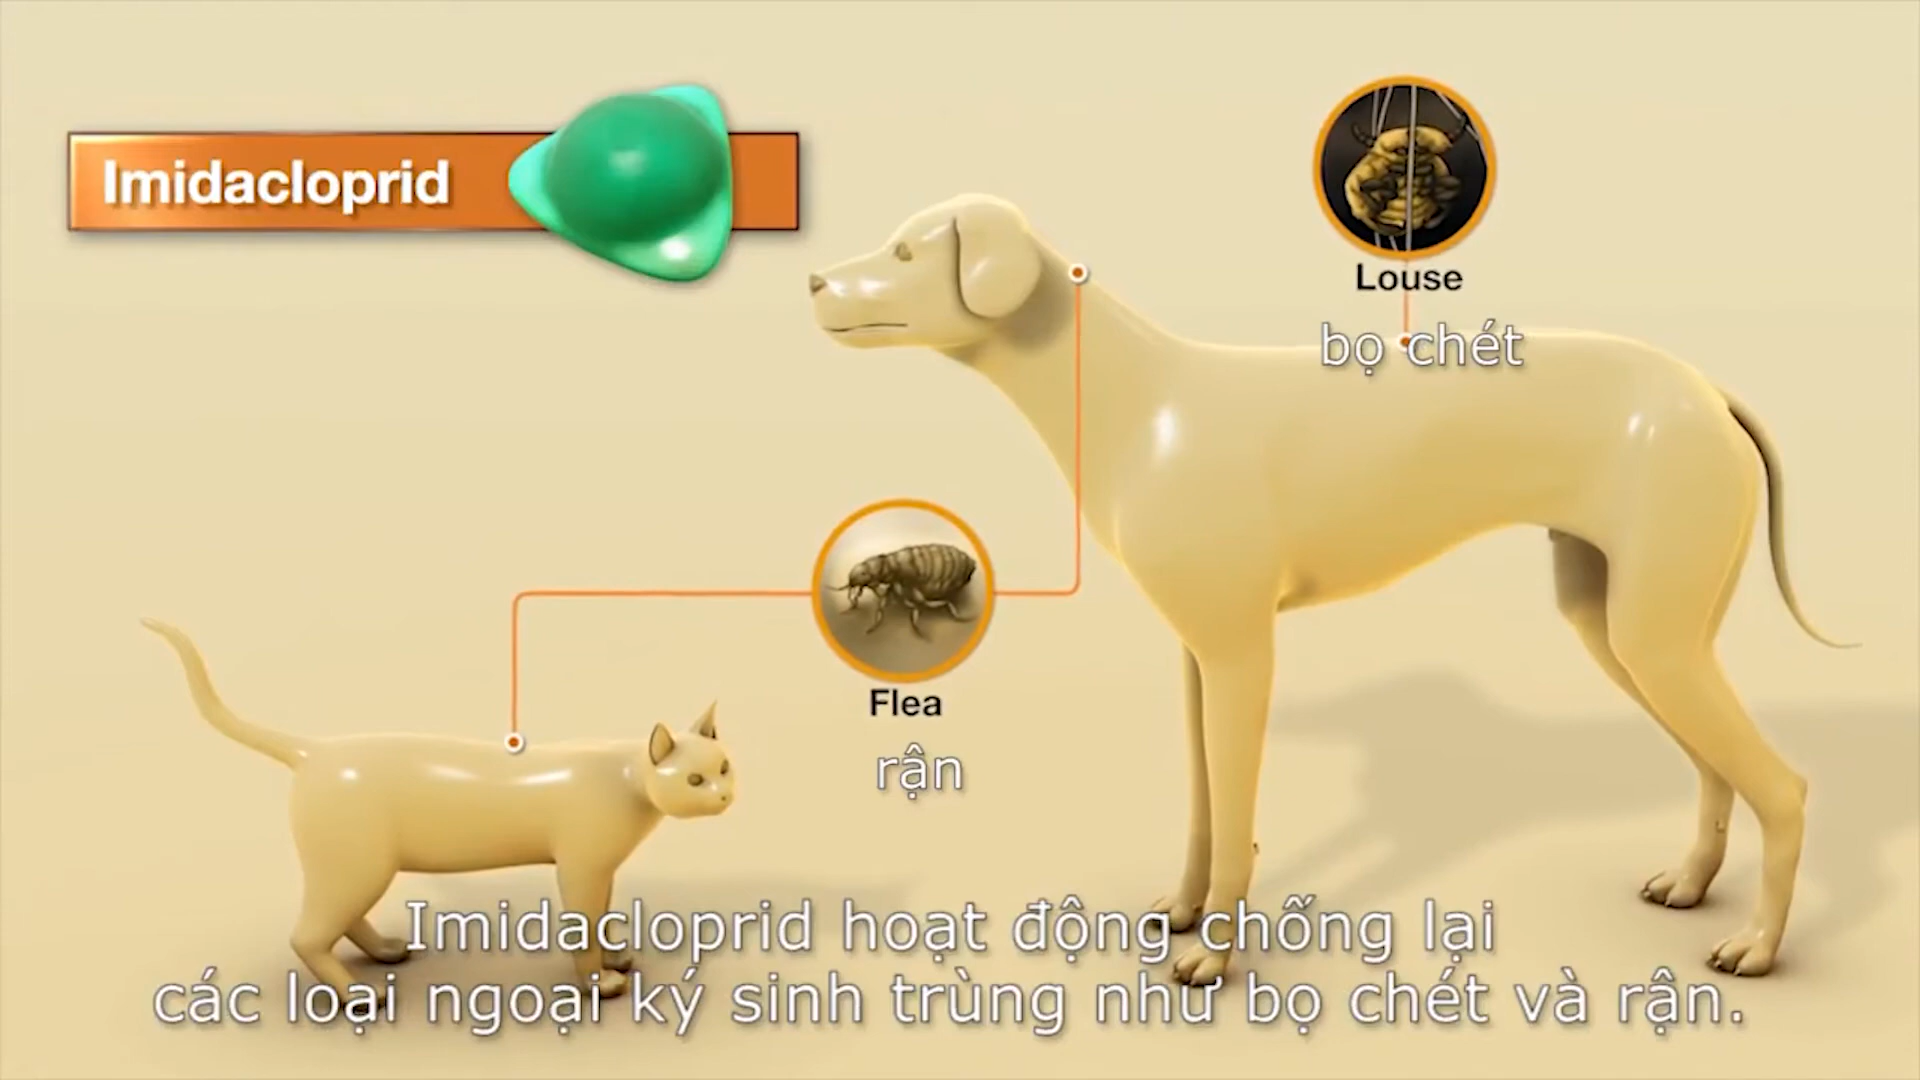 Imidacloprid
Louse
bọ chét
Flea
rận
Imidacloprid hoạt động chống lại
các loại ngoại ký sinh trùng như bọ chét và rận.